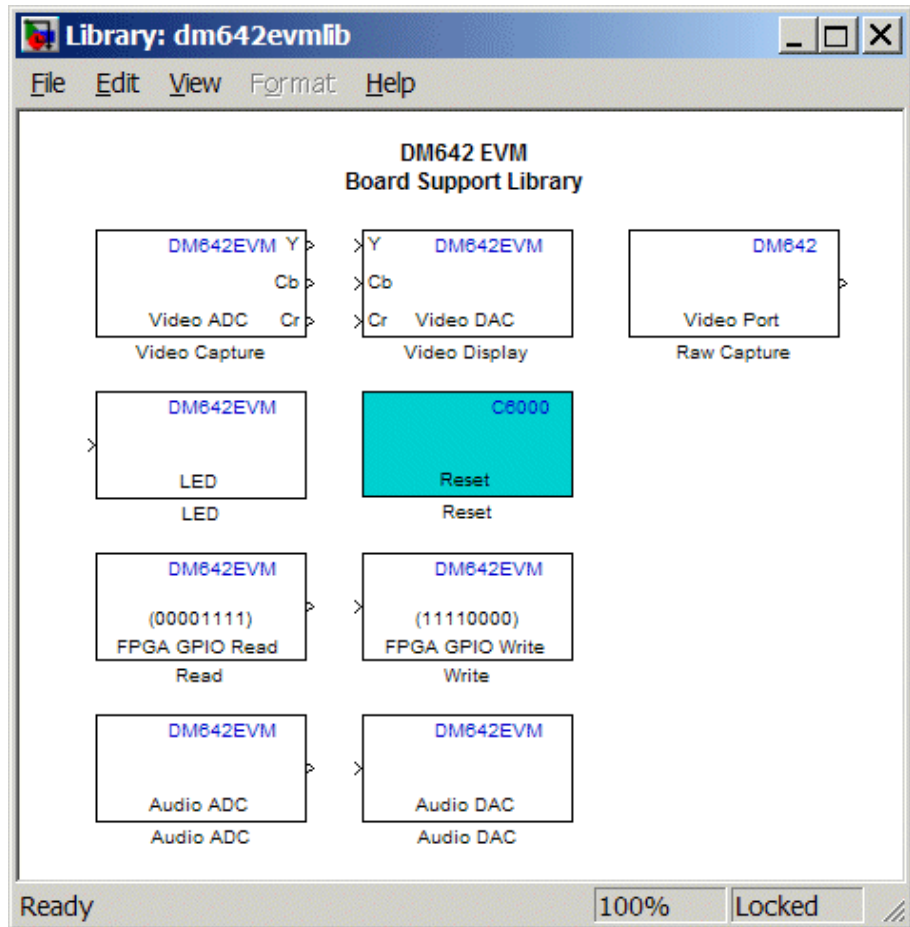 Library: dm642evmlib
File Edit View Format Help
DM642 EVM
Board Support Library
DM642EVM Y
Cb
Video ADC Cr
Video Capture
Y DM642EVM
Cb
Cr Video DAC
Video Display
DM642
Video Port
Raw Capture
DM642EVM
LED
LED
C6000
Reset
Reset
DM642EVM
(00001111)
FPGA GPIO Read
Read
DM642EVM
(11110000)
FPGA GPIO Write
Write
DM642EVM
Audio ADC
Audio ADC
DM642EVM
Audio DAC
Audio DAC
Ready 100% Locked